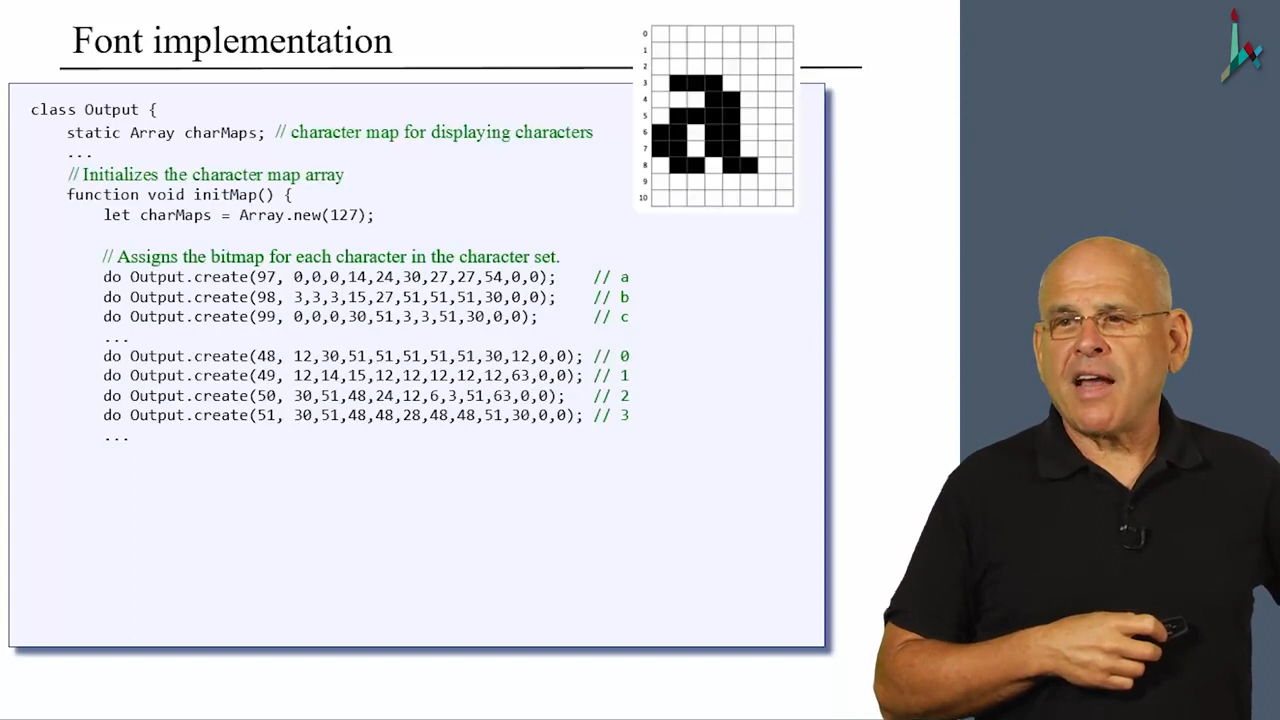 Font implementation
0
1
2
3
4
5
6
7
8
9
10
class Output {
static Array charMaps; // character map for displaying characters
...
// Initializes the character map array
function void initMap() {
let charMaps = Array.new(127);
// Assigns the bitmap for each character in the character set.
do Output.create(97, 0,0,0,14,24,30,27,27,54,0,0); // a
do Output.create(98, 3,3,3,15,27,51,51,51,30,0,0); // b
do Output.create(99, 0,0,0,30,51,3,3,51,30,0,0); // c
...
do Output.create(48, 12,30,51,51,51,51,51,30,12,0,0); // 0
do Output.create(49, 12,14,15,12,12,12,12,12,63,0,0); // 1
do Output.create(50, 30,51,48,24,12,6,3,51,63,0,0); // 2
do Output.create(51, 30,51,48,48,28,48,48,51,30,0,0); // 3
...